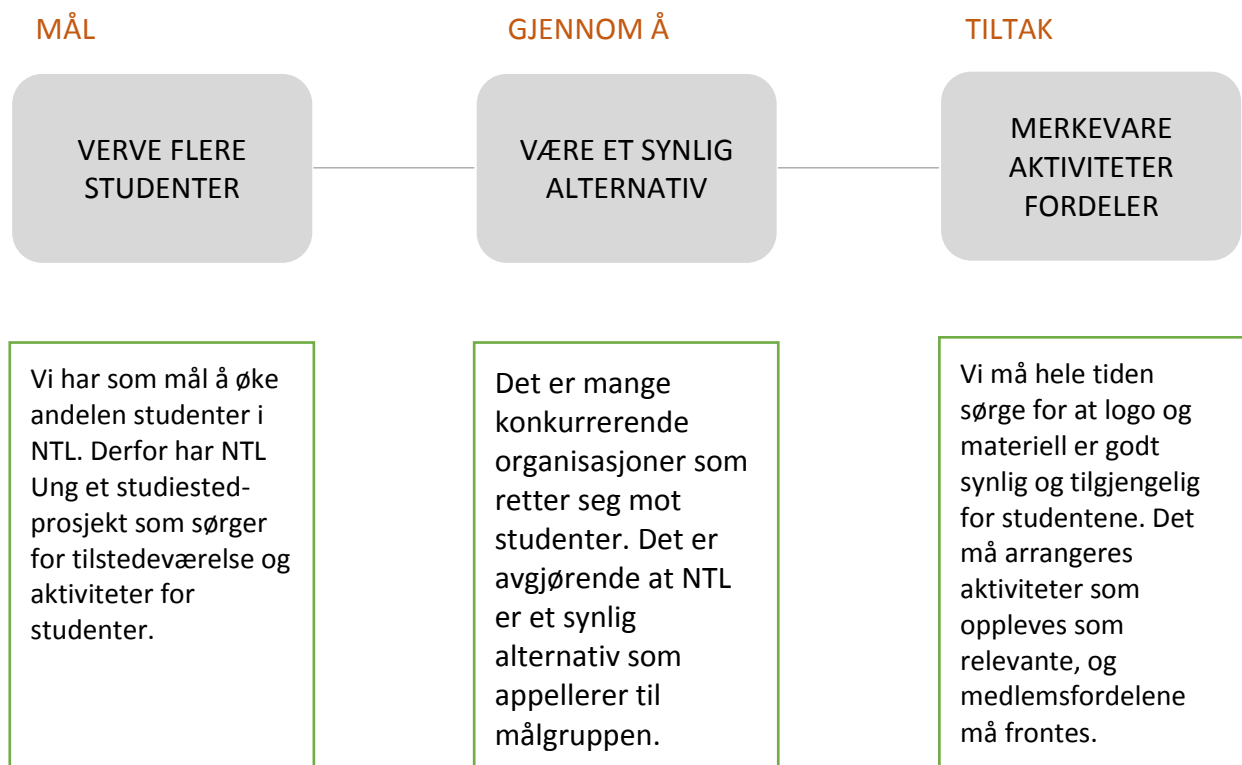 MÅL
GJENNOM Å
TILTAK
VERVE FLERE
STUDENTER
VÆRE ET SYNLIG
ALTERNATIV
MERKEVARE
AKTIVITETER
FORDELER
Vi har som mål å øke
andelen studenter i
NTL. Derfor har NTL
Ung et studiested-
prosjekt som sørger
for tilstedeværelse og
aktiviteter for
studenter.
Det er mange
konkurrerende
organisasjoner som
retter seg mot
studenter. Det er
avgjørende at NTL
er et synlig
alternativ som
appellerer til
målgruppen.
Vi må hele tiden
sørge for at logo og
materiell er godt
synlig og tilgjengelig
for studentene. Det
må arrangeres
aktiviteter som
oppleves som
relevante, og
medlemsfordelene
må frontes.